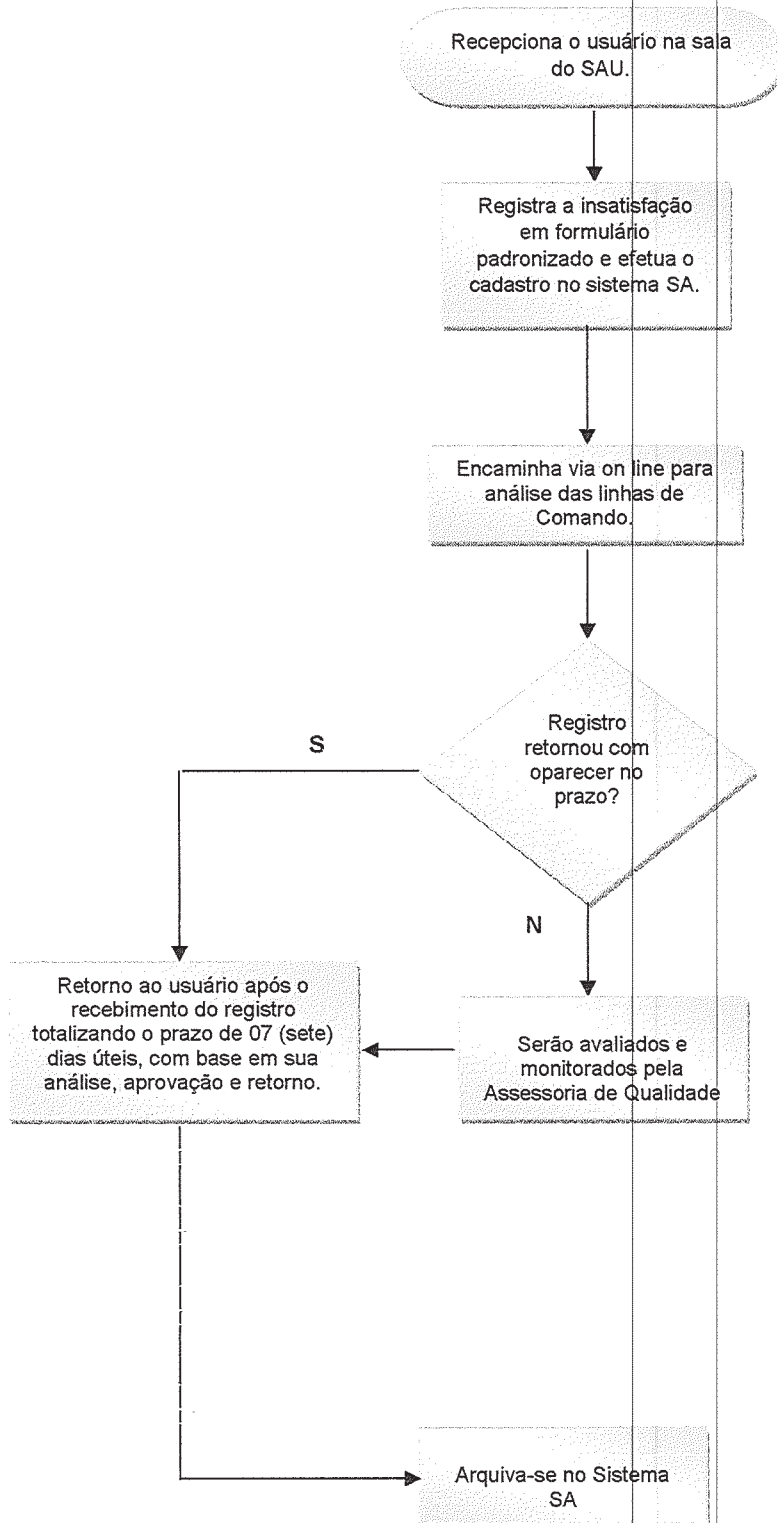 Recepciona o usuário na sala
do SAU.
Registra a insatisfação
em formulário
padronizado e efetua o
cadastro no sistema SA.
Encaminha via on line para
análise das linhas de
Comando.
Registro
retornou com
oparecer no
prazo?
S
N
Retorno ao usuário após o
recebimento do registro
totalizando o prazo de 07 (sete)
dias úteis, com base em sua
análise, aprovação e retorno.
Serão avaliados e
monitorados pela
Assessoria de Qualidade
Arquiva-se no Sistema
SA